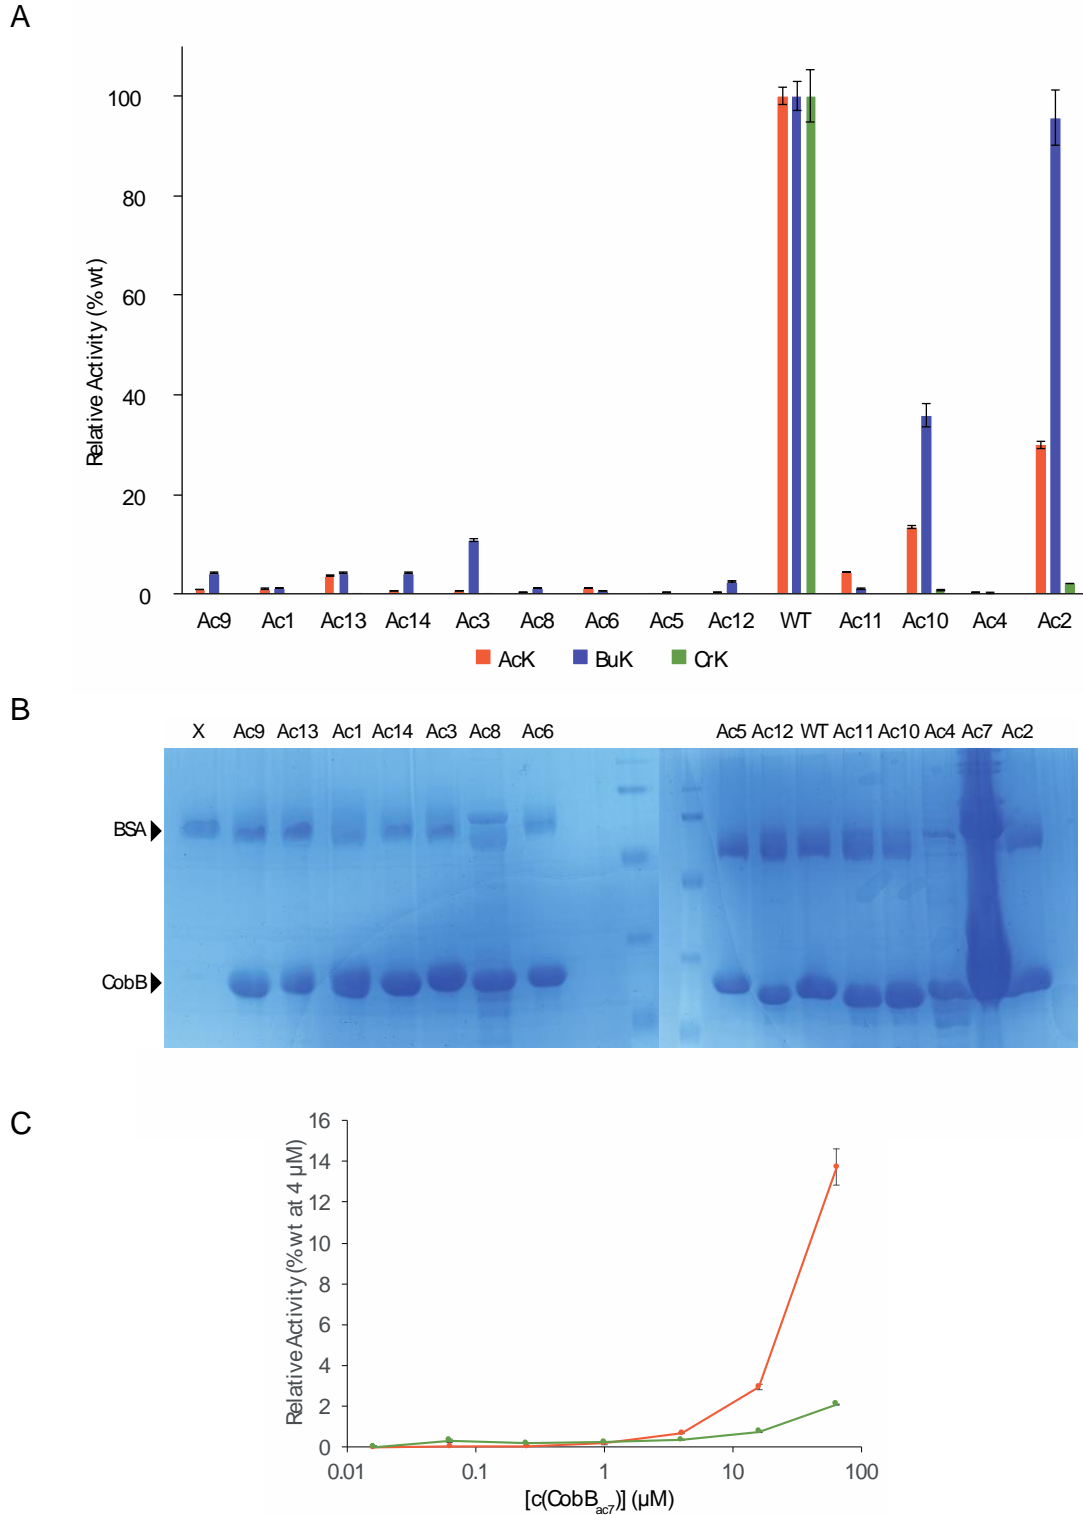 A
Relative Activity (% wt)
100
80
60
40
20
0
Ac9 Ac1 Ac13 Ac14 Ac3 Ac8 Ac6 Ac5 Ac12 WT Ac11 Ac10 Ac4 Ac2
AcK BuK CrK
B
X Ac9 Ac13 Ac1 Ac14 Ac3 Ac8 Ac6 Ac5 Ac12 WT Ac11 Ac10 Ac4 Ac7 Ac2
BSA
CobB
C
Relative Activity (% wt at 4 µM)
16
14
12
10
8
6
4
2
0
0.01 0.1 1 10 100
[c(CobBac7)] (µM)